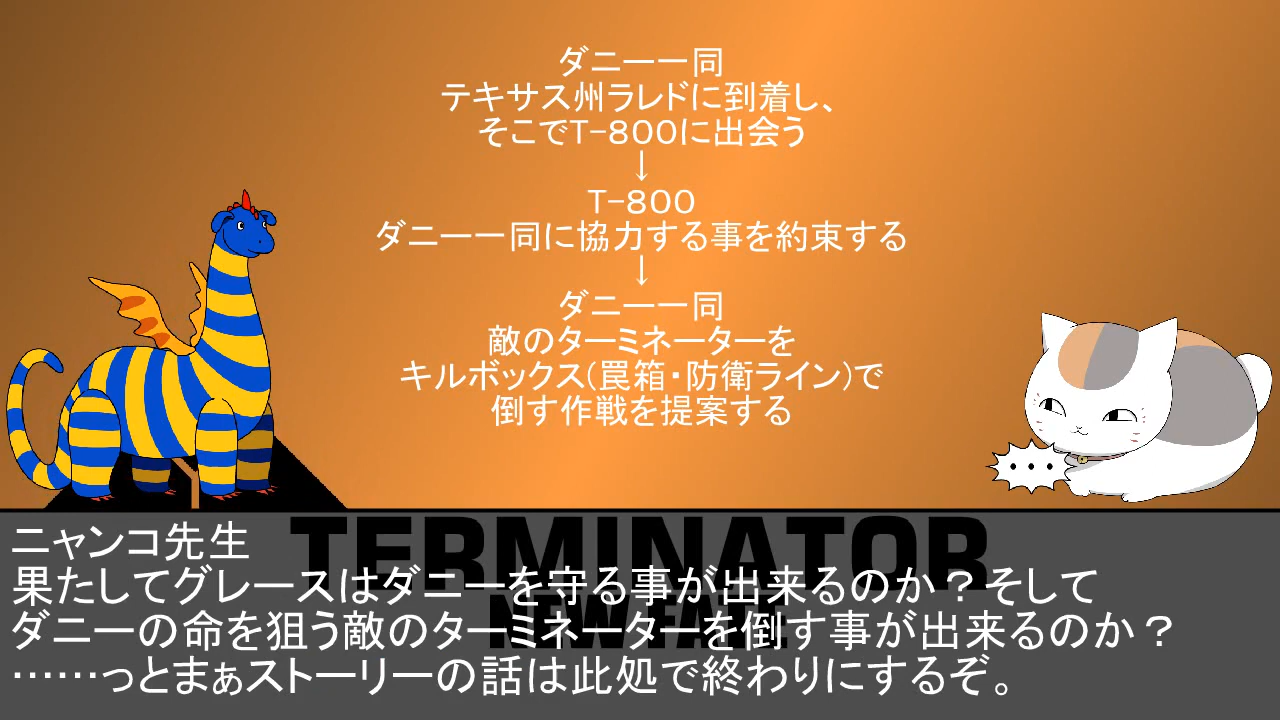 ダニー一同
テキサス州ラレドに到着し、
そこでT-800に出会う
↓
T-800
ダニー一同に協力する事を約束する
↓
ダニー一同
敵のターミネーターを
キルボックス(罠箱・防衛ライン)で
倒す作戦を提案する
…
ニャンコ先生
TERMINATOR
果たしてグレースはダニーを守る事が出来るのか？そして
NEW FATE
ダニーの命を狙う敵のターミネーターを倒す事が出来るのか？
……っとまぁストーリーの話は此処で終わりにするぞ。